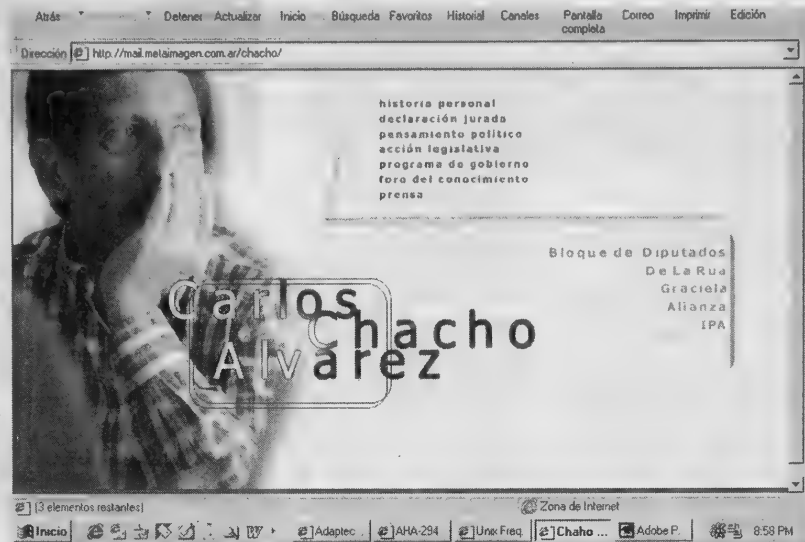 Atrás Detener Actualizar Inicio Búsqueda Favoritos Historial Canales Pantalla completa Correo Imprimir Edición
Dirección http://mail.metaimagen.com.ar/chacho/
historia personal
declaración jurada
pensamiento político
acción legislativa
programa de gobierno
foro del conocimiento
prensa
Bloque de Diputados
De La Rua
Graciela
Alianza
IPA
Carlos
Chacho
Alvarez
(3 elementos restantes) Zona de Internet
Inicio Adaptec AHA-294 Unix Freq. Chaho ... Adobe P. 8:58 PM